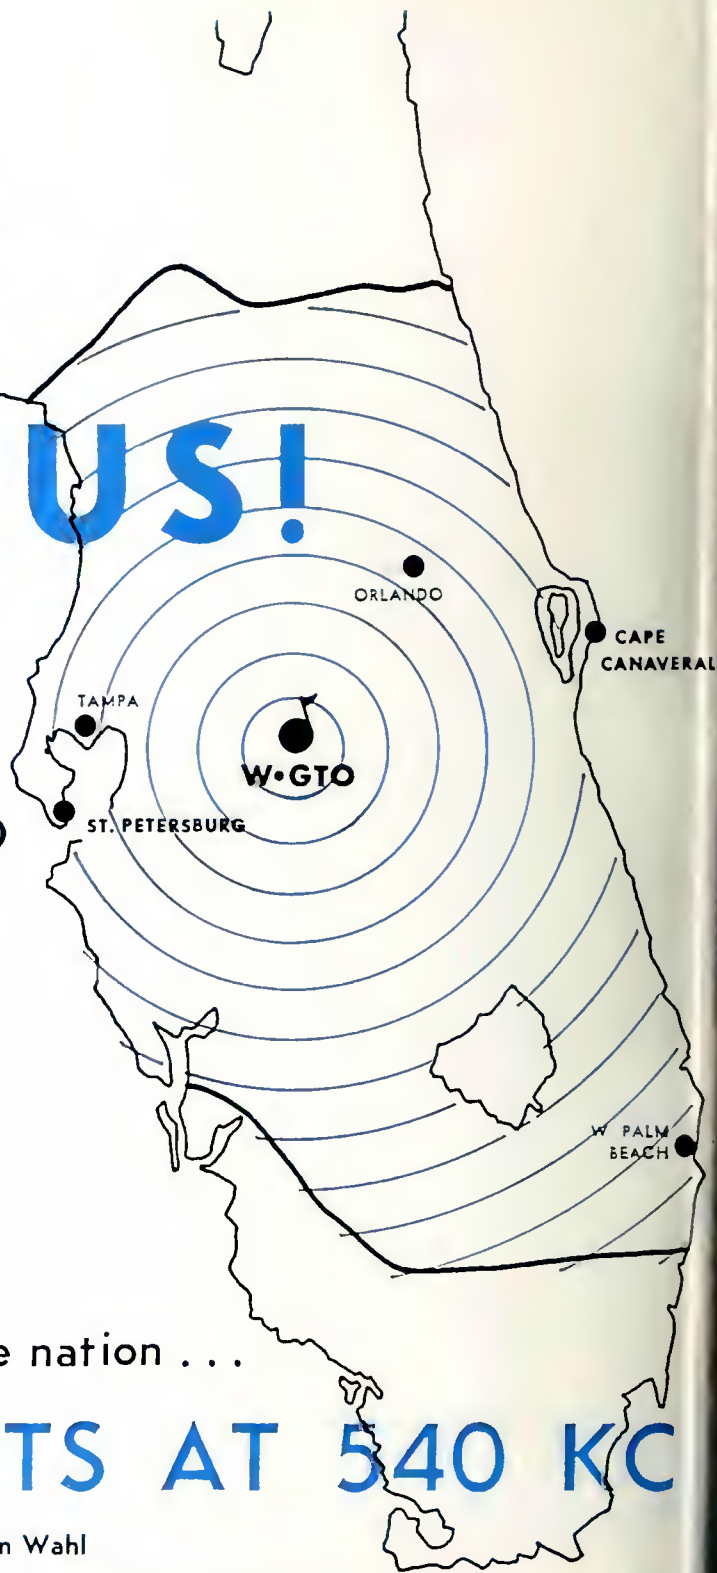 US!
ORLANDO
CAPE
CANAVERAL
TAMPA
W•GTO
ST. PETERSBURG
W PALM
BEACH
e nation . . .
TS AT 540 KC
n Wahl